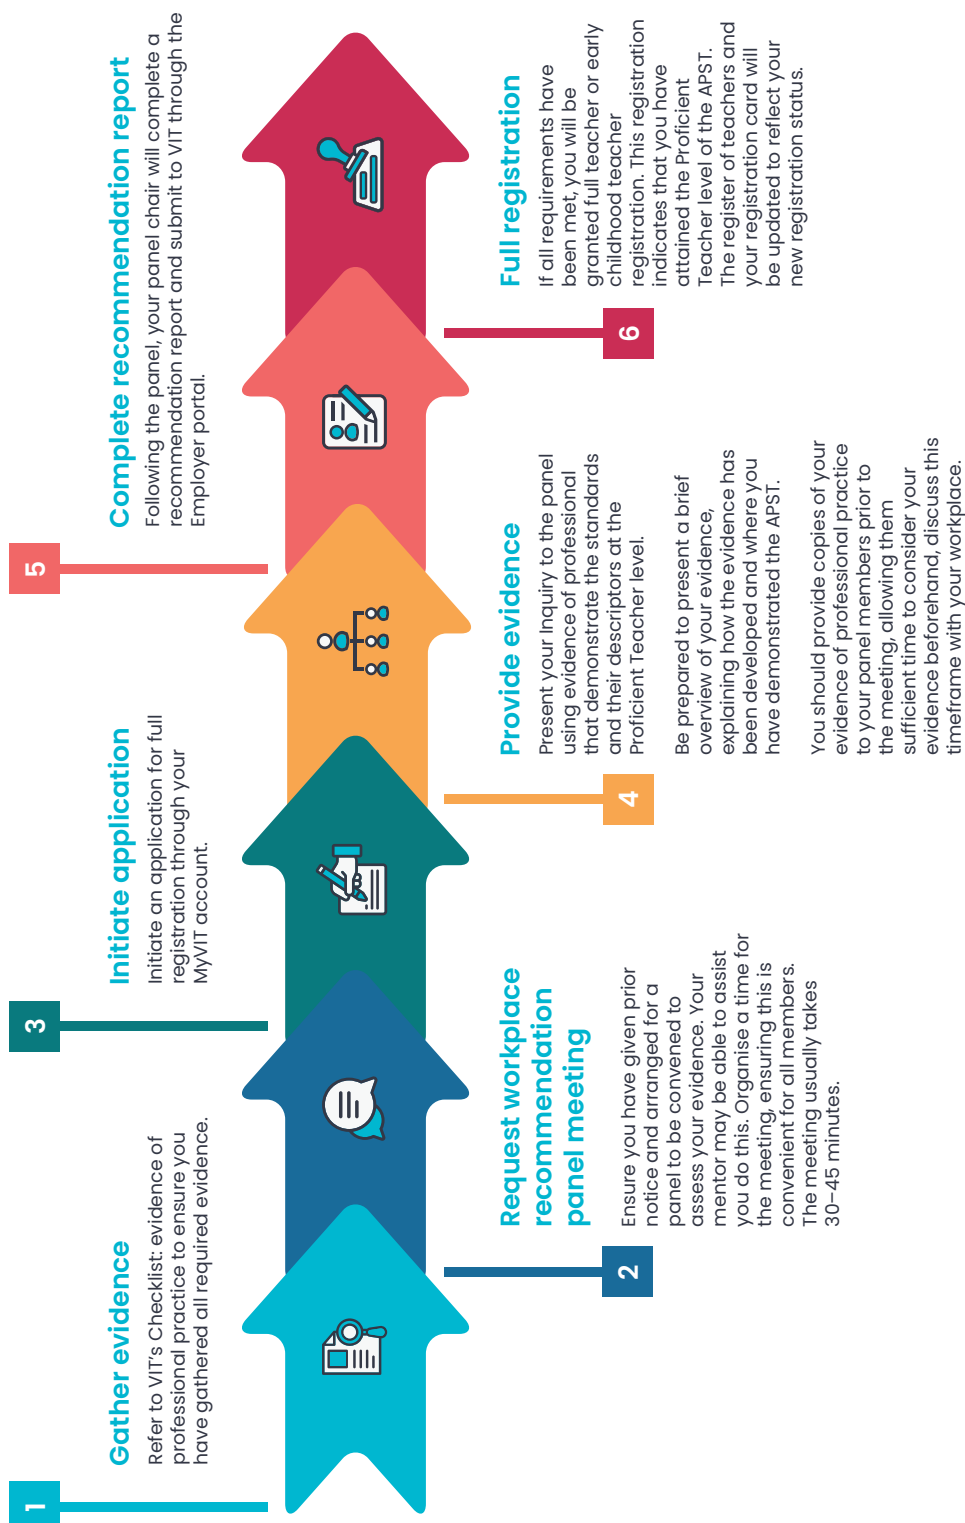 1
Gather evidence
Refer to VIT's Checklist: evidence of
professional practice to ensure you
have gathered all required evidence.
2
Request workplace
recommendation
panel meeting
Ensure you have given prior
notice and arranged for a
panel to be convened to
assess your evidence. Your
mentor may be able to assist
you do this. Organise a time for
the meeting, ensuring this is
convenient for all members.
The meeting usually takes
30–45 minutes.
3
Initiate application
Initiate an application for full
registration through your
MyVIT account.
4
Provide evidence
Present your Inquiry to the panel
using evidence of professional
that demonstrate the standards
and their descriptors at the
Proficient Teacher level.
Be prepared to present a brief
overview of your evidence,
explaining how the evidence has
been developed and where you
have demonstrated the APST.
You should provide copies of your
evidence of professional practice
to your panel members prior to
the meeting, allowing them
sufficient time to consider your
evidence beforehand, discuss this
timeframe with your workplace.
5
Complete recommendation report
Following the panel, your panel chair will complete a
recommendation report and submit to VIT through the
Employer portal.
6
Full registration
If all requirements have
been met, you will be
granted full teacher or early
childhood teacher
registration. This registration
indicates that you have
attained the Proficient
Teacher level of the APST.
The register of teachers and
your registration card will
be updated to reflect your
new registration status.